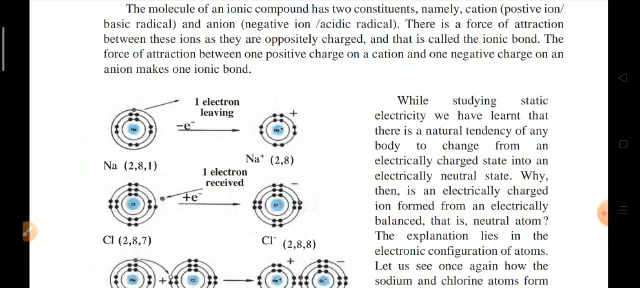 The molecule of an ionic compound has two constituents, namely, cation (postive ion/
basic radical) and anion (negative ion /acidic radical). There is a force of attraction
between these ions as they are oppositely charged, and that is called the ionic bond. The
force of attraction between one positive charge on a cation and one negative charge on
an anion makes one ionic bond.
1 electron
leaving
−e⁻
+
Na (2,8,1)
Na⁺ (2,8)
1 electron
received
+e⁻
−
Cl (2,8,7)
Cl⁻ (2,8,8)
+
+
−
While studying static
electricity we have learnt that
there is a natural tendency of any
body to change from an
electrically charged state into an
electrically neutral state. Why,
then, is an electrically charged
ion formed from an electrically
balanced, that is, neutral atom?
The explanation lies in the
electronic configuration of atoms.
Let us see once again how the
sodium and chlorine atoms form